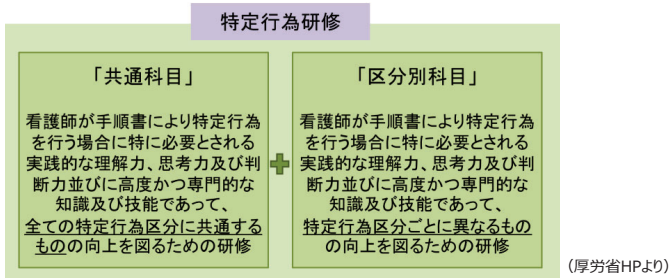 特定行為研修
「共通科目」
看護師が手順書により特定行為
を行う場合に特に必要とされる
実践的な理解力、思考力及び判
断力並びに高度かつ専門的な
知識及び技能であって、
全ての特定行為区分に共通する
ものの向上を図るための研修
「区分別科目」
看護師が手順書により特定行為
を行う場合に特に必要とされる
実践的な理解力、思考力及び判
断力並びに高度かつ専門的な
知識及び技能であって、
特定行為区分ごとに異なるもの
の向上を図るための研修
（厚労省HPより）